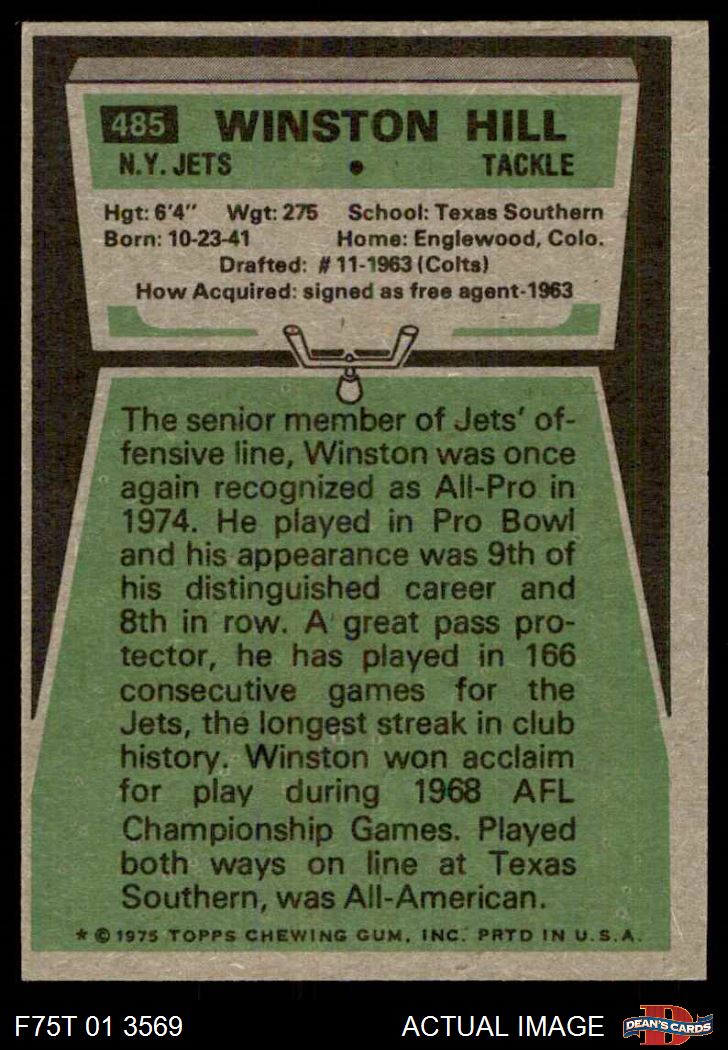 485 WINSTON HILL
N.Y. JETS • TACKLE
Hgt: 6'4" Wgt: 275 School: Texas Southern
Born: 10-23-41 Home: Englewood, Colo.
Drafted: #11-1963 (Colts)
How Acquired: signed as free agent-1963
The senior member of Jets' of-
fensive line, Winston was once
again recognized as All-Pro in
1974. He played in Pro Bowl
and his appearance was 9th of
his distinguished career and
8th in row. A great pass pro-
tector, he has played in 166
consecutive games for the
Jets, the longest streak in club
history. Winston won acclaim
for play during 1968 AFL
Championship Games. Played
both ways on line at Texas
Southern, was All-American.
* © 1975 TOPPS CHEWING GUM, INC. PRTD IN U.S.A.
F75T 01 3569 ACTUAL IMAGE D DEAN'S CARDS